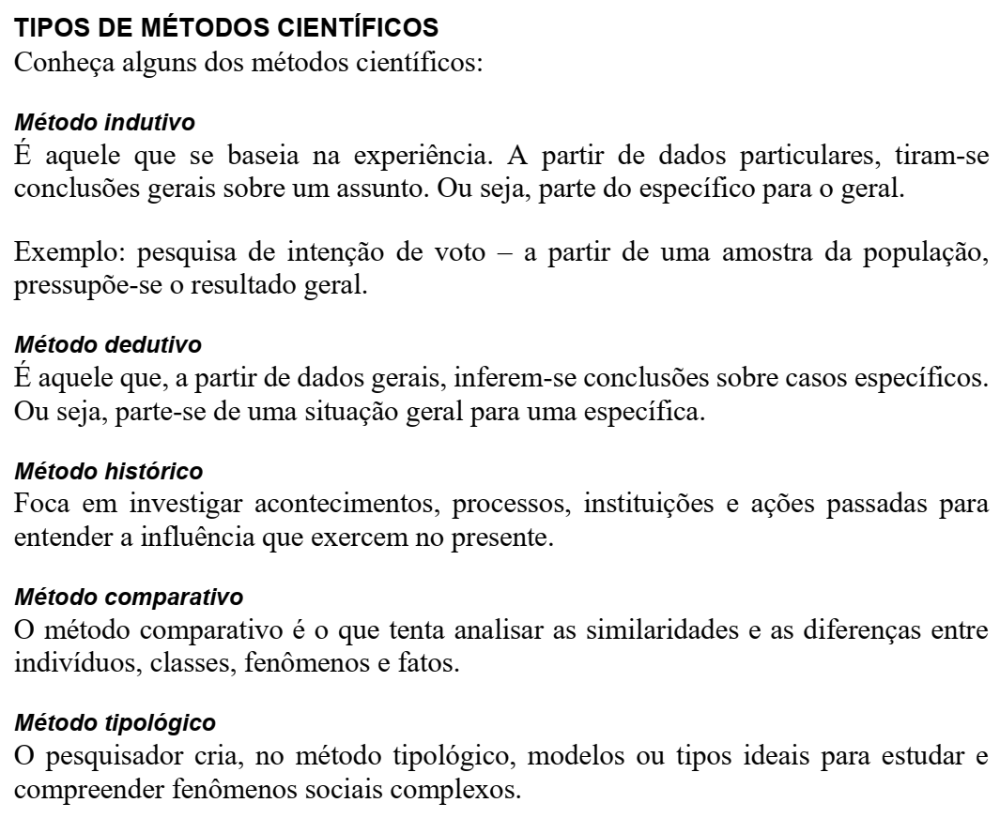 TIPOS DE MÉTODOS CIENTÍFICOS
Conheça alguns dos métodos científicos:
Método indutivo
É aquele que se baseia na experiência. A partir de dados particulares, tiram-se
conclusões gerais sobre um assunto. Ou seja, parte do específico para o geral.
Exemplo: pesquisa de intenção de voto – a partir de uma amostra da população,
pressupõe-se o resultado geral.
Método dedutivo
É aquele que, a partir de dados gerais, inferem-se conclusões sobre casos específicos.
Ou seja, parte-se de uma situação geral para uma específica.
Método histórico
Foca em investigar acontecimentos, processos, instituições e ações passadas para
entender a influência que exercem no presente.
Método comparativo
O método comparativo é o que tenta analisar as similaridades e as diferenças entre
indivíduos, classes, fenômenos e fatos.
Método tipológico
O pesquisador cria, no método tipológico, modelos ou tipos ideais para estudar e
compreender fenômenos sociais complexos.